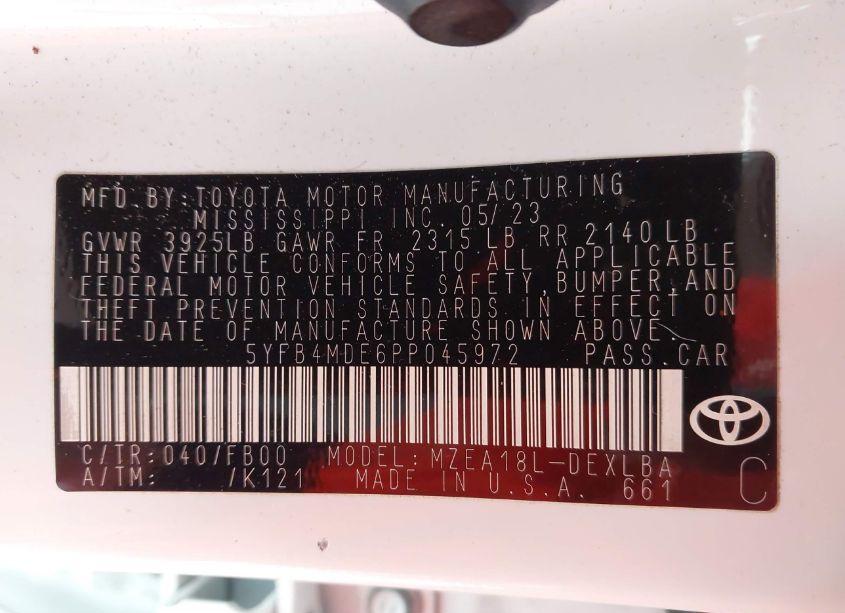 MFD. BY: TOYOTA MOTOR MANUFACTURING
MISSISSIPPI INC. 05/23
GVWR 3925LB GAWR FR 2315 LB RR 2140 LB
THIS VEHICLE CONFORMS TO ALL APPLICABLE
FEDERAL MOTOR VEHICLE SAFETY, BUMPER, AND
THEFT PREVENTION STANDARDS IN EFFECT ON
THE DATE OF MANUFACTURE SHOWN ABOVE.
5YFB4MDE6PP045972 PASS. CAR
C/TR: 040/FB00 MODEL: MZEA18L-DEXLBA
A/TM: /K121 MADE IN U.S.A. 661 C